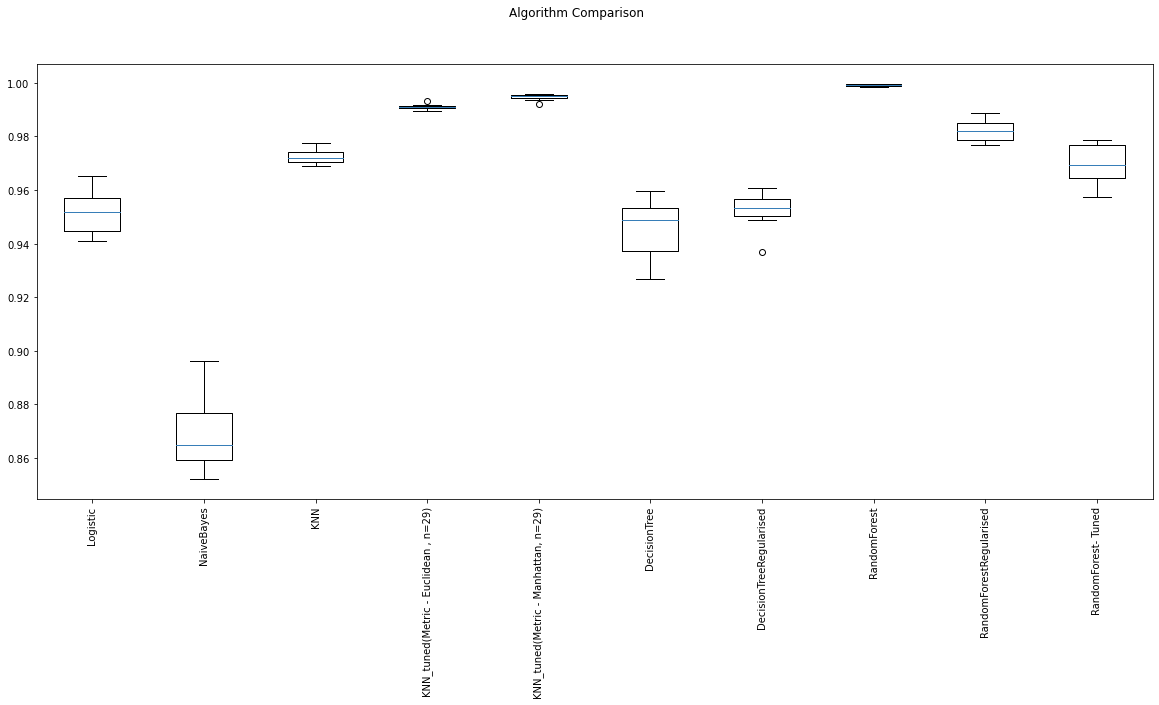 Algorithm Comparison
1.00
0.98
0.96
0.94
0.92
0.90
0.88
0.86
Logistic
NaiveBayes
KNN
KNN_tuned(Metric - Euclidean , n=29)
KNN_tuned(Metric - Manhattan, n=29)
DecisionTree
DecisionTreeRegularised
RandomForest
RandomForestRegularised
RandomForest- Tuned